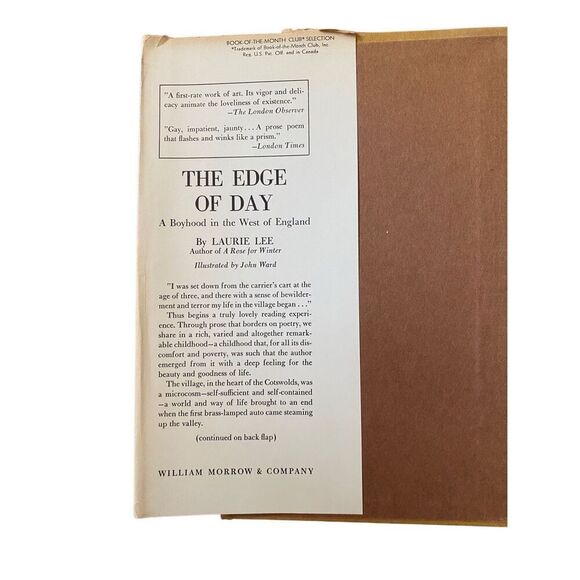 BOOK-OF-THE-MONTH CLUB* SELECTION
*Trademark of Book-of-the-Month Club, Inc.
Reg. U.S. Pat. Off. and in Canada
"A first-rate work of art. Its vigor and deli-
cacy animate the loveliness of existence."
—The London Observer
"Gay, impatient, jaunty... A prose poem
that flashes and winks like a prism."
—London Times
THE EDGE
OF DAY
A Boyhood in the West of England
By LAURIE LEE
Author of A Rose for Winter
Illustrated by John Ward
"I was set down from the carrier's cart at the
age of three, and there with a sense of bewilder-
ment and terror my life in the village began . . ."
Thus begins a truly lovely reading experi-
ence. Through prose that borders on poetry, we
share in a rich, varied and altogether remark-
able childhood—a childhood that, for all its dis-
comfort and poverty, was such that the author
emerged from it with a deep feeling for the
beauty and goodness of life.
The village, in the heart of the Cotswolds, was
a microcosm—self-sufficient and self-contained
—a world and way of life brought to an end
when the first brass-lamped auto came steaming
up the valley.
(continued on back flap)
WILLIAM MORROW & COMPANY